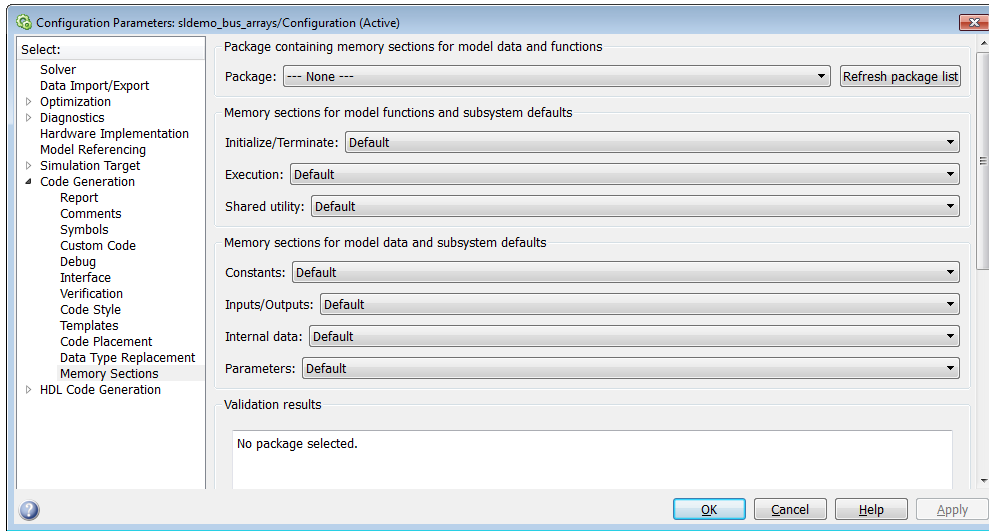 Configuration Parameters: sldemo_bus_arrays/Configuration (Active)
Select:
Solver
Data Import/Export
Optimization
Diagnostics
Hardware Implementation
Model Referencing
Simulation Target
Code Generation
Report
Comments
Symbols
Custom Code
Debug
Interface
Verification
Code Style
Templates
Code Placement
Data Type Replacement
Memory Sections
HDL Code Generation
Package containing memory sections for model data and functions
Package: --- None --- Refresh package list
Memory sections for model functions and subsystem defaults
Initialize/Terminate: Default
Execution: Default
Shared utility: Default
Memory sections for model data and subsystem defaults
Constants: Default
Inputs/Outputs: Default
Internal data: Default
Parameters: Default
Validation results
No package selected.
? OK Cancel Help Apply